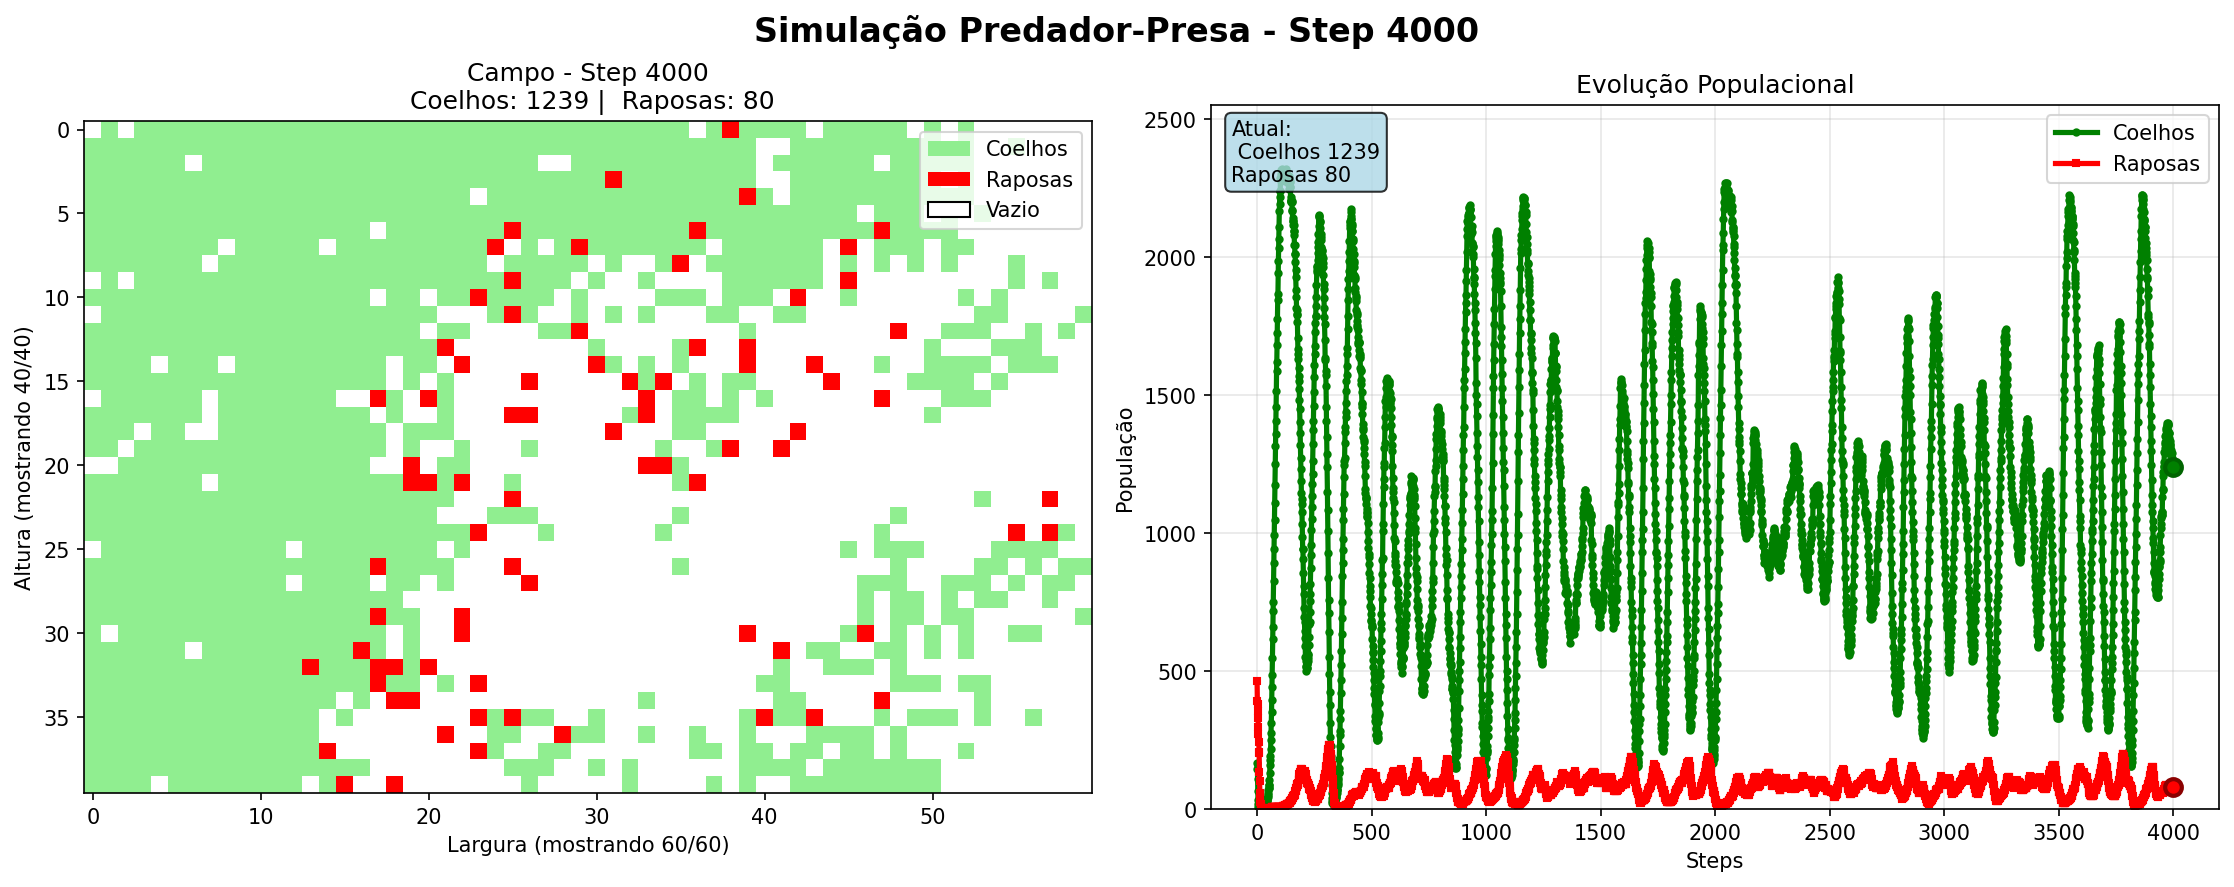 Simulação Predador-Presa - Step 4000
Campo - Step 4000
Coelhos: 1239 |  Raposas: 80
Coelhos
Raposas
Vazio
0
5
10
15
20
25
30
35
Altura (mostrando 40/40)
0
10
20
30
40
50
Largura (mostrando 60/60)
Evolução Populacional
Atual:
Coelhos 1239
Raposas 80
Coelhos
Raposas
2500
2000
1500
1000
500
0
População
0
500
1000
1500
2000
2500
3000
3500
4000
Steps